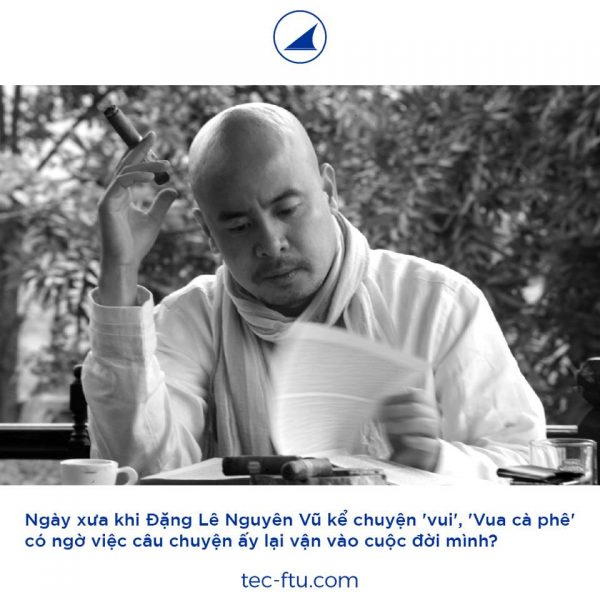 Ngày xưa khi Đặng Lê Nguyên Vũ kể chuyện 'vui', 'Vua cà phê'
có ngờ việc câu chuyện ấy lại vận vào cuộc đời mình?
tec-ftu.com